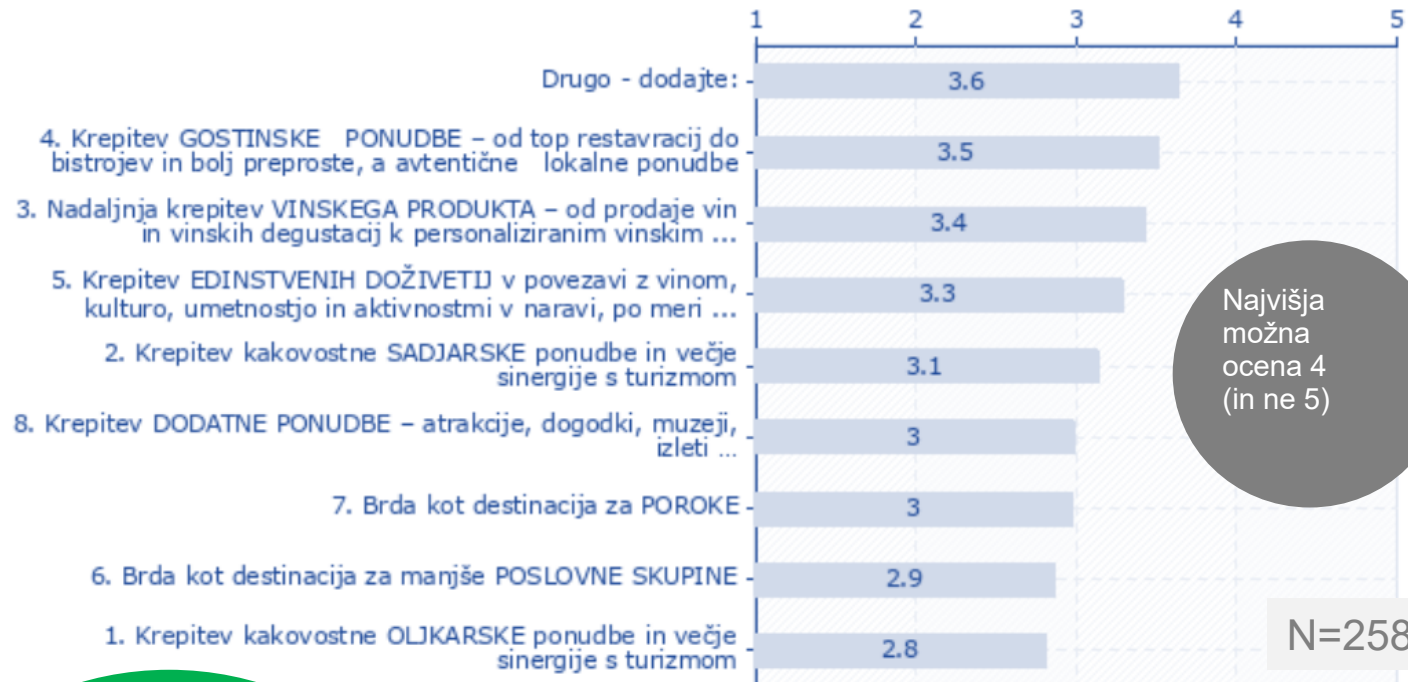 1 2 3 4 5
Drugo - dodajte:
3.6
4. Krepitev GOSTINSKE PONUDBE – od top restavracij do
bistrojev in bolj preproste, a avtentične lokalne ponudbe
3.5
3. Nadaljnja krepitev VINSKEGA PRODUKTA – od prodaje vin
in vinskih degustacij k personaliziranim vinskim ...
3.4
5. Krepitev EDINSTVENIH DOŽIVETIJ v povezavi z vinom,
kulturo, umetnostjo in aktivnostmi v naravi, po meri ...
3.3
2. Krepitev kakovostne SADJARSKE ponudbe in večje
sinergije s turizmom
3.1
8. Krepitev DODATNE PONUDBE – atrakcije, dogodki, muzeji,
izleti ...
3
7. Brda kot destinacija za POROKE
3
6. Brda kot destinacija za manjše POSLOVNE SKUPINE
2.9
1. Krepitev kakovostne OLJKARSKE ponudbe in večje
sinergije s turizmom
2.8
Najvišja
možna
ocena 4
(in ne 5)
N=258